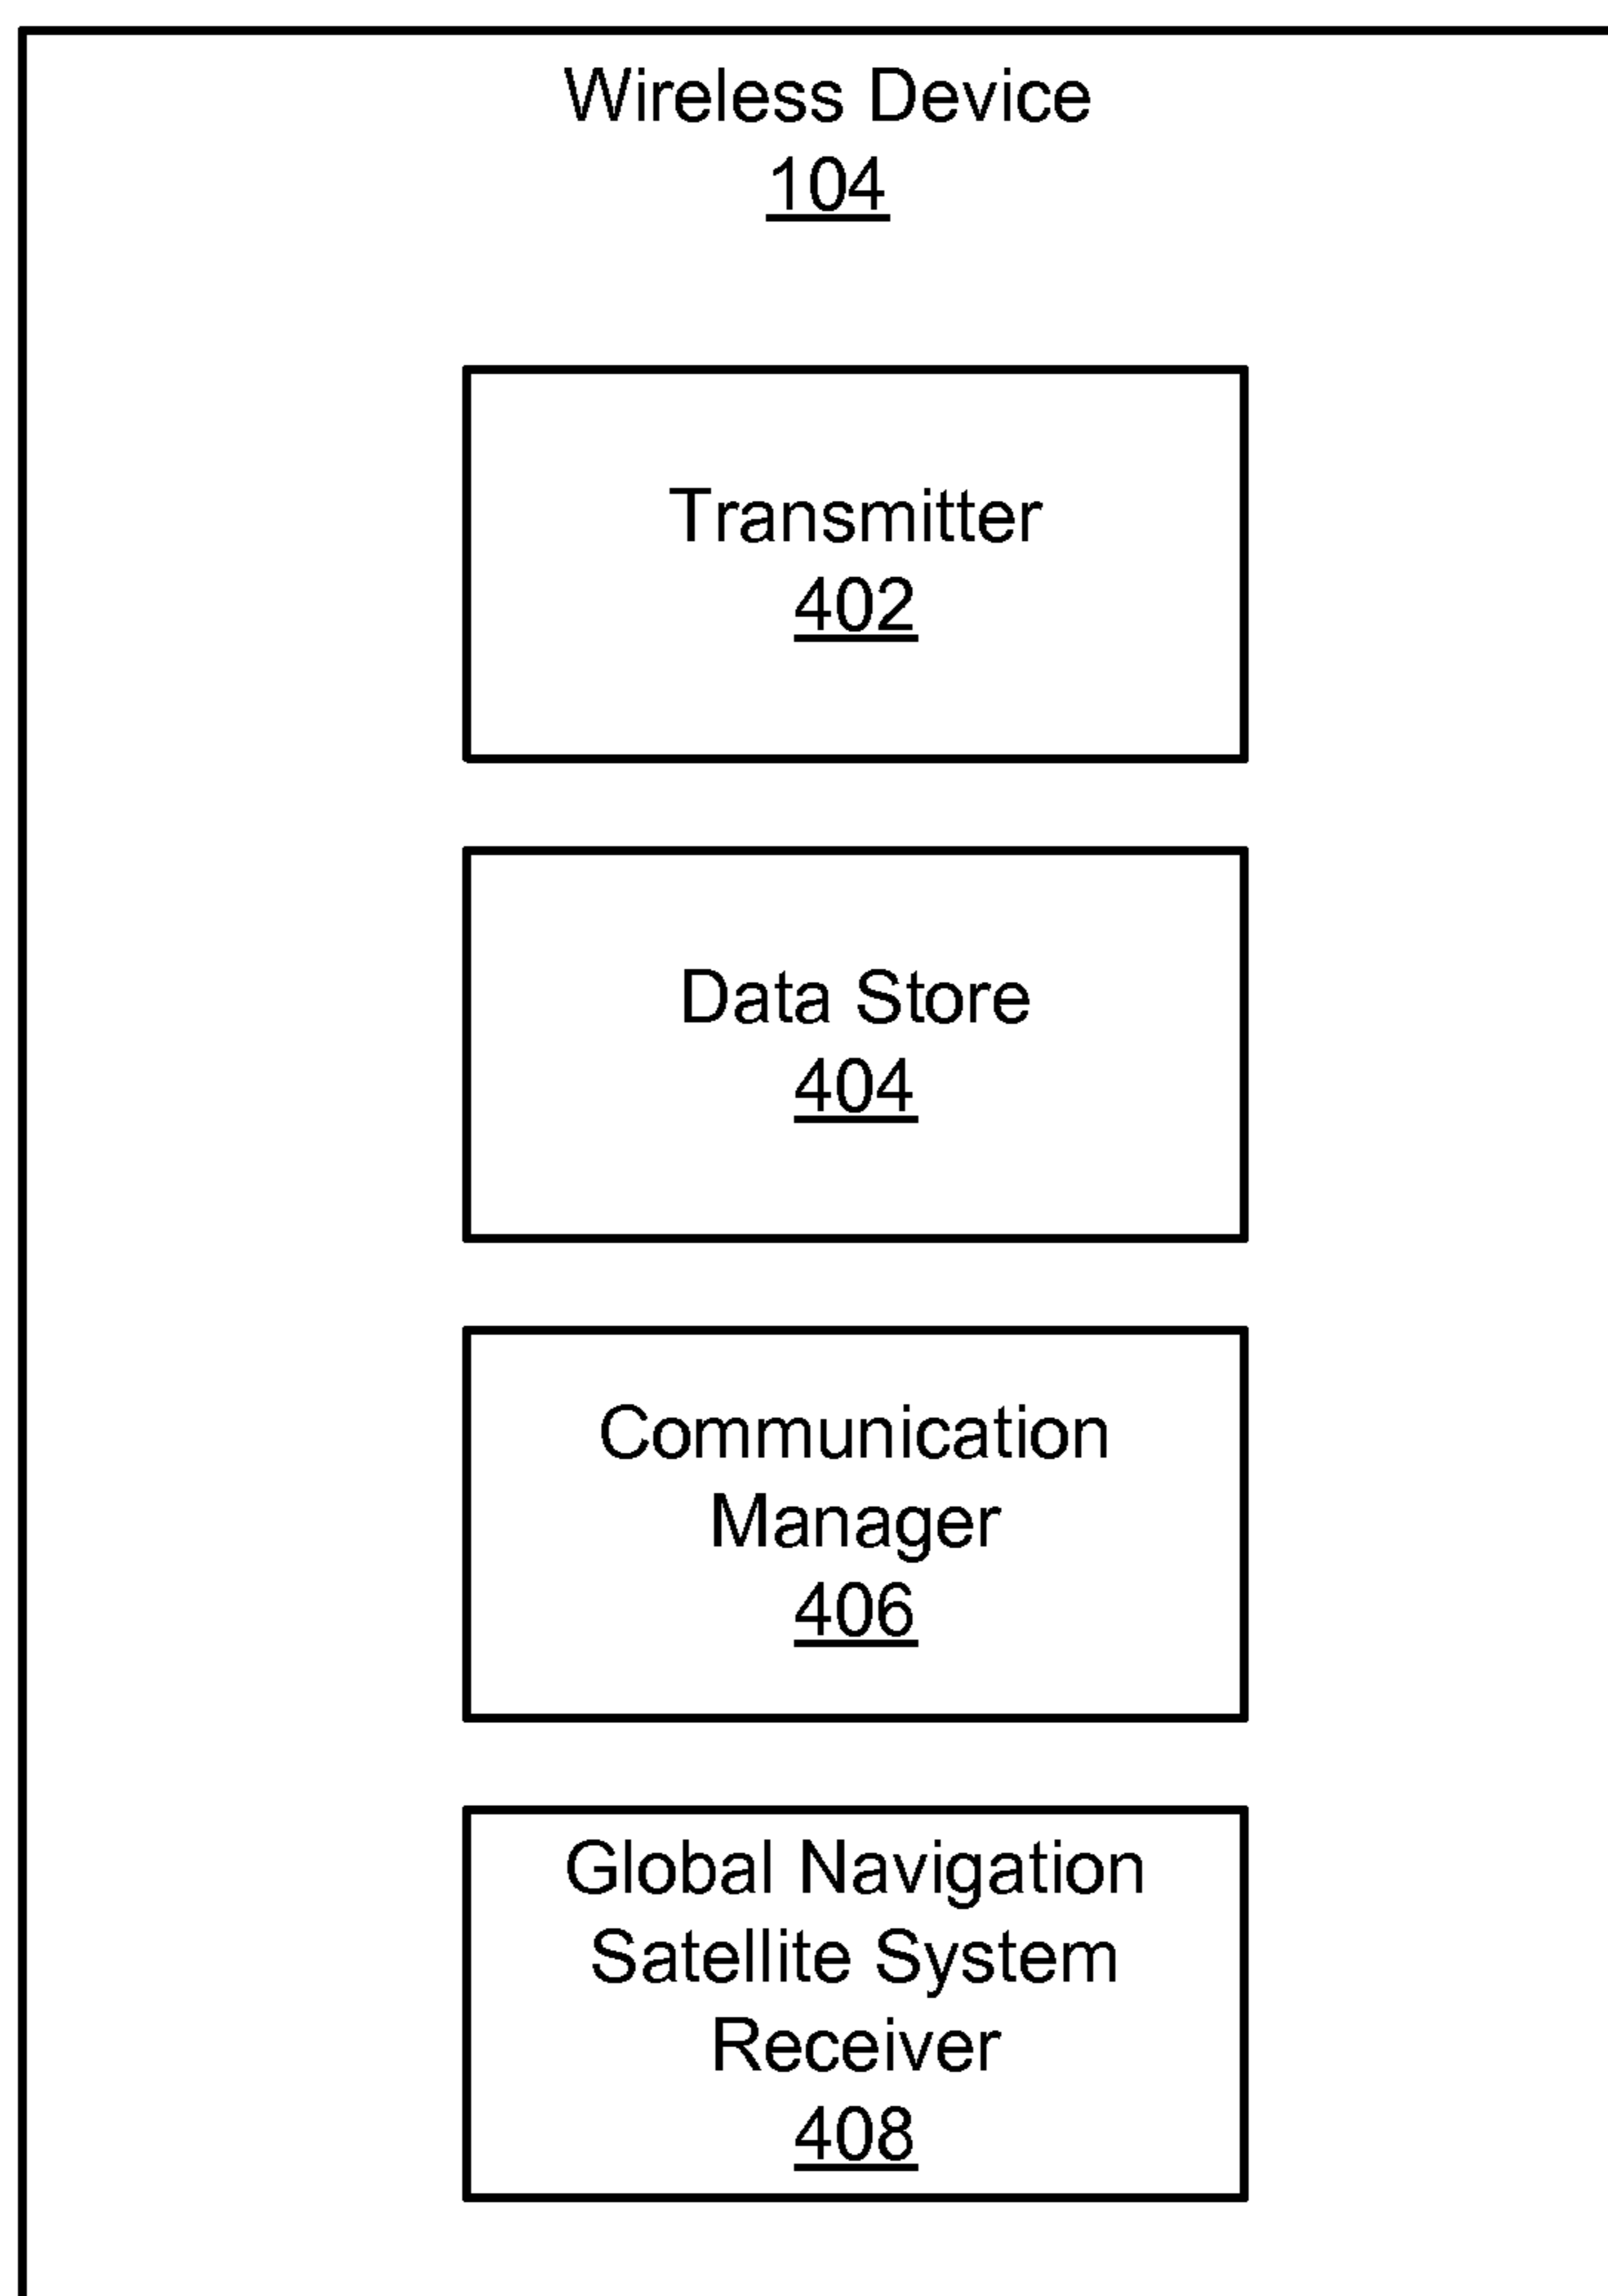 Wireless Device
104
Transmitter
402
Data Store
404
Communication
Manager
406
Global Navigation
Satellite System
Receiver
408